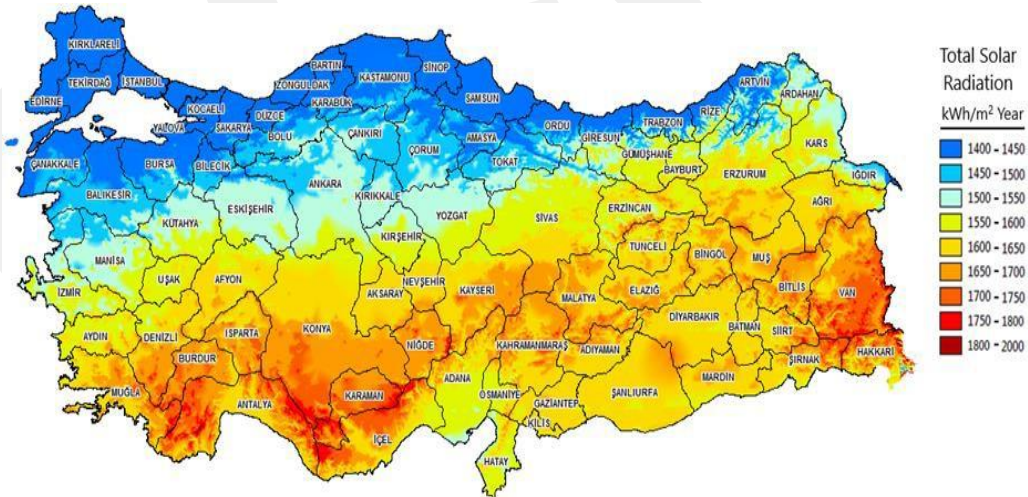 KIRKLARELİ
TEKİRDAĞ
İSTANBUL
EDİRNE
KOCAELİ
YALOVA
SAKARYA
DÜZCE
ZONGULDAK
BARTIN
KARABÜK
KASTAMONU
SİNOP
SAMSUN
ORDU
GİRESUN
TRABZON
RİZE
ARTVİN
ARDAHAN
ÇANAKKALE
BURSA
BİLECİK
BOLU
ÇANKIRI
ÇORUM
AMASYA
TOKAT
GÜMÜŞHANE
BAYBURT
ERZURUM
KARS
IĞDIR
BALIKESİR
KÜTAHYA
ESKİŞEHİR
ANKARA
KIRIKKALE
YOZGAT
SİVAS
ERZİNCAN
AĞRI
MANİSA
UŞAK
AFYON
KIRŞEHİR
NEVŞEHİR
KAYSERİ
TUNCELİ
BİNGÖL
MUŞ
İZMİR
AKSARAY
MALATYA
ELAZIĞ
BİTLİS
VAN
AYDIN
DENİZLİ
ISPARTA
KONYA
NİĞDE
KAHRAMANMARAŞ
ADIYAMAN
DİYARBAKIR
BATMAN
SİİRT
BURDUR
ŞIRNAK
HAKKARİ
MUĞLA
ANTALYA
KARAMAN
ADANA
OSMANİYE
GAZİANTEP
ŞANLIURFA
MARDİN
İÇEL
KİLİS
HATAY
Total Solar
Radiation
kWh/m² Year
1400 - 1450
1450 - 1500
1500 - 1550
1550 - 1600
1600 - 1650
1650 - 1700
1700 - 1750
1750 - 1800
1800 - 2000